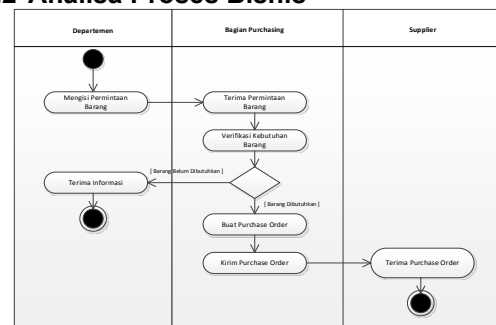 Analisa Proses Bisnis
Departemen
Bagian Purchasing
Supplier
Mengisi Permintaan
Barang
Terima Permintaan
Barang
Verifikasi Kebutuhan
Barang
[ Barang Belum Dibutuhkan ]
Terima Informasi
[ Barang Dibutuhkan ]
Buat Purchase Order
Kirim Purchase Order
Terima Purchase Order